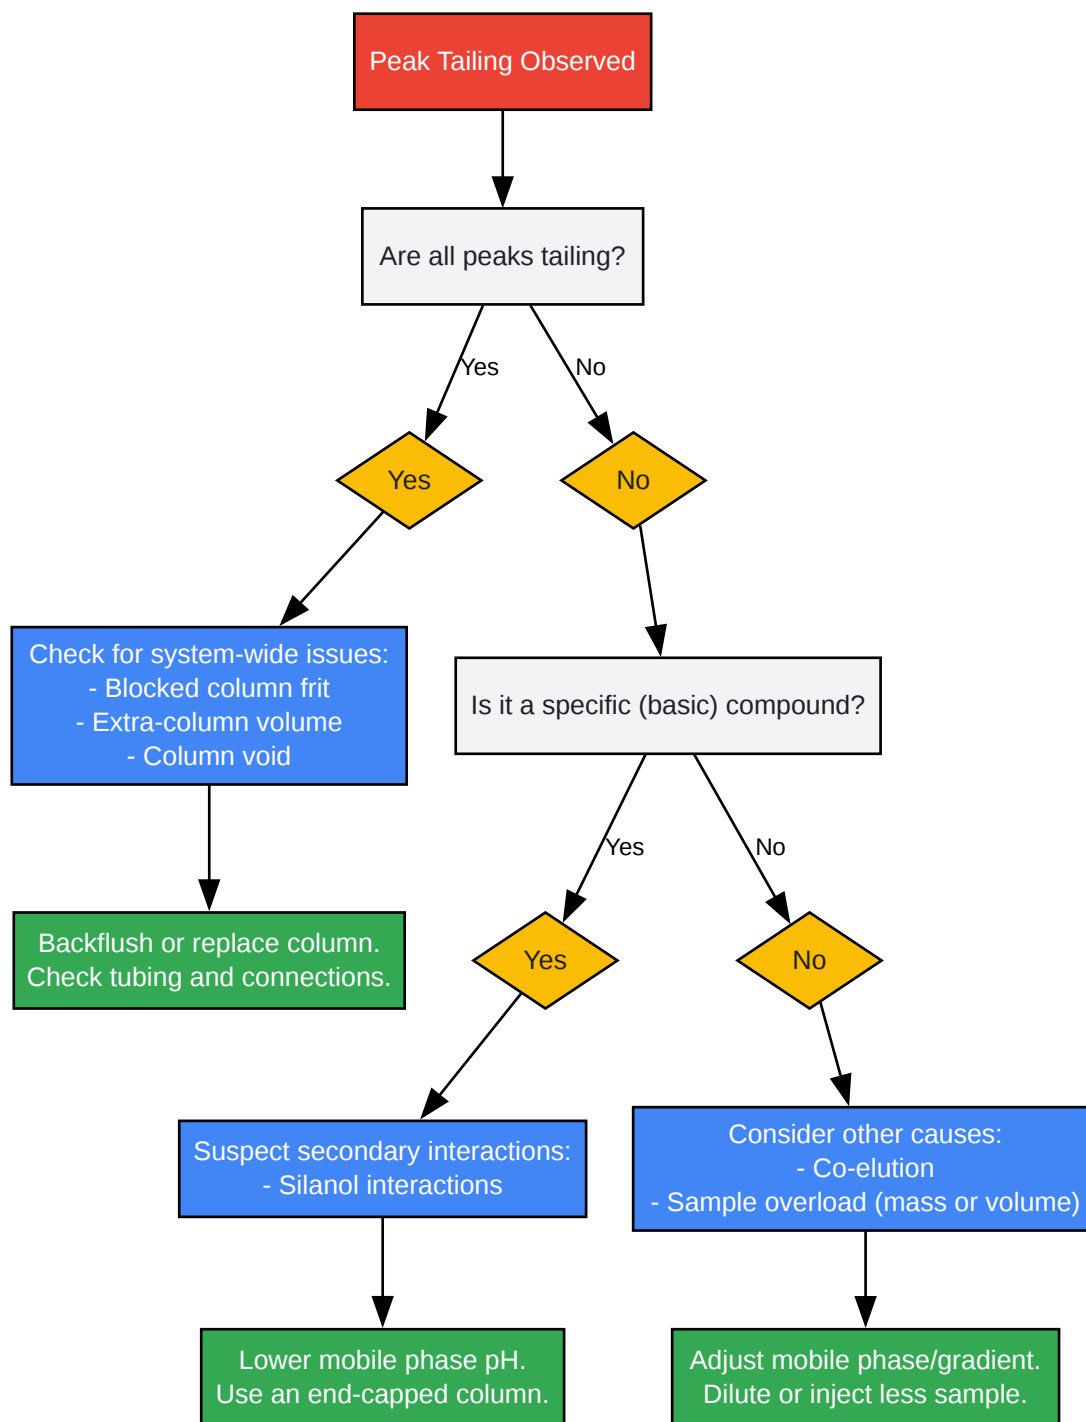 Peak Tailing Observed
Are all peaks tailing?
Yes
No
Yes
No
Check for system-wide issues:
- Blocked column frit
- Extra-column volume
- Column void
Is it a specific (basic) compound?
Yes
No
Backflush or replace column.
Check tubing and connections.
Yes
No
Suspect secondary interactions:
- Silanol interactions
Consider other causes:
- Co-elution
- Sample overload (mass or volume)
Lower mobile phase pH.
Use an end-capped column.
Adjust mobile phase/gradient.
Dilute or inject less sample.